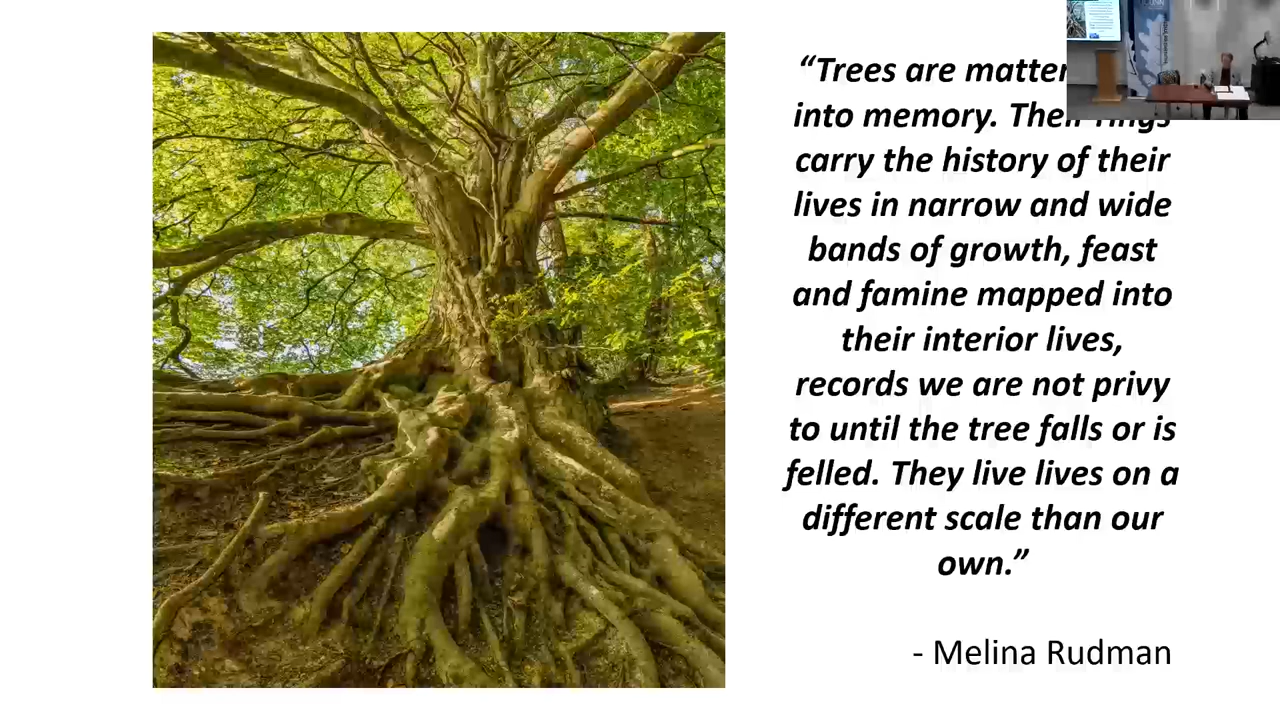 “Trees are matter
into memory. Their rings
carry the history of their
lives in narrow and wide
bands of growth, feast
and famine mapped into
their interior lives,
records we are not privy
to until the tree falls or is
felled. They live lives on a
different scale than our
own.”
- Melina Rudman